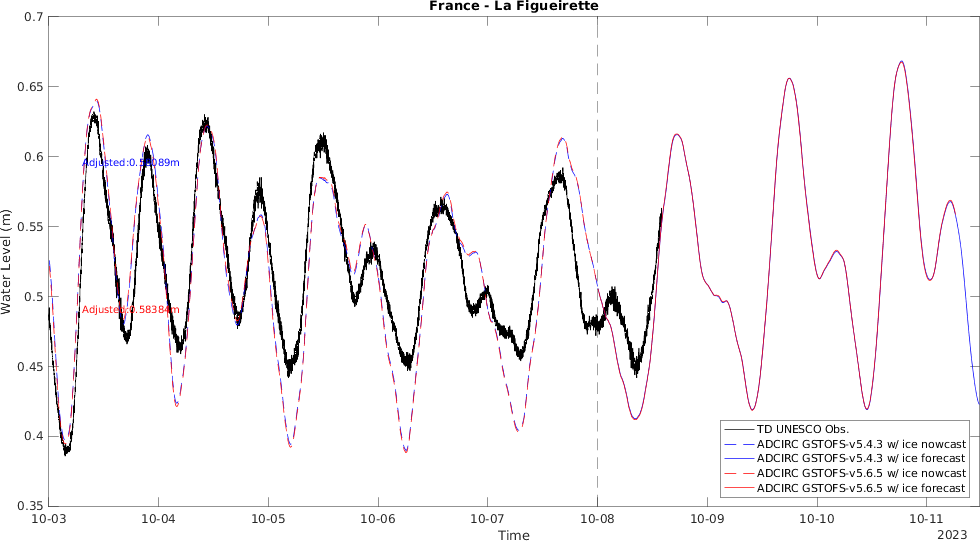 France - La Figueirette
0.7
0.65
0.6
0.55
0.5
0.45
0.4
0.35
Water Level (m)
Adjusted:
Adjusted:0.58384m
TD UNESCO Obs.
ADCIRC GSTOFS-v5.4.3 w/ ice nowcast
ADCIRC GSTOFS-v5.4.3 w/ ice forecast
ADCIRC GSTOFS-v5.6.5 w/ ice nowcast
ADCIRC GSTOFS-v5.6.5 w/ ice forecast
10-03 10-04 10-05 10-06 10-07 10-08 10-09 10-10 10-11
Time
2023